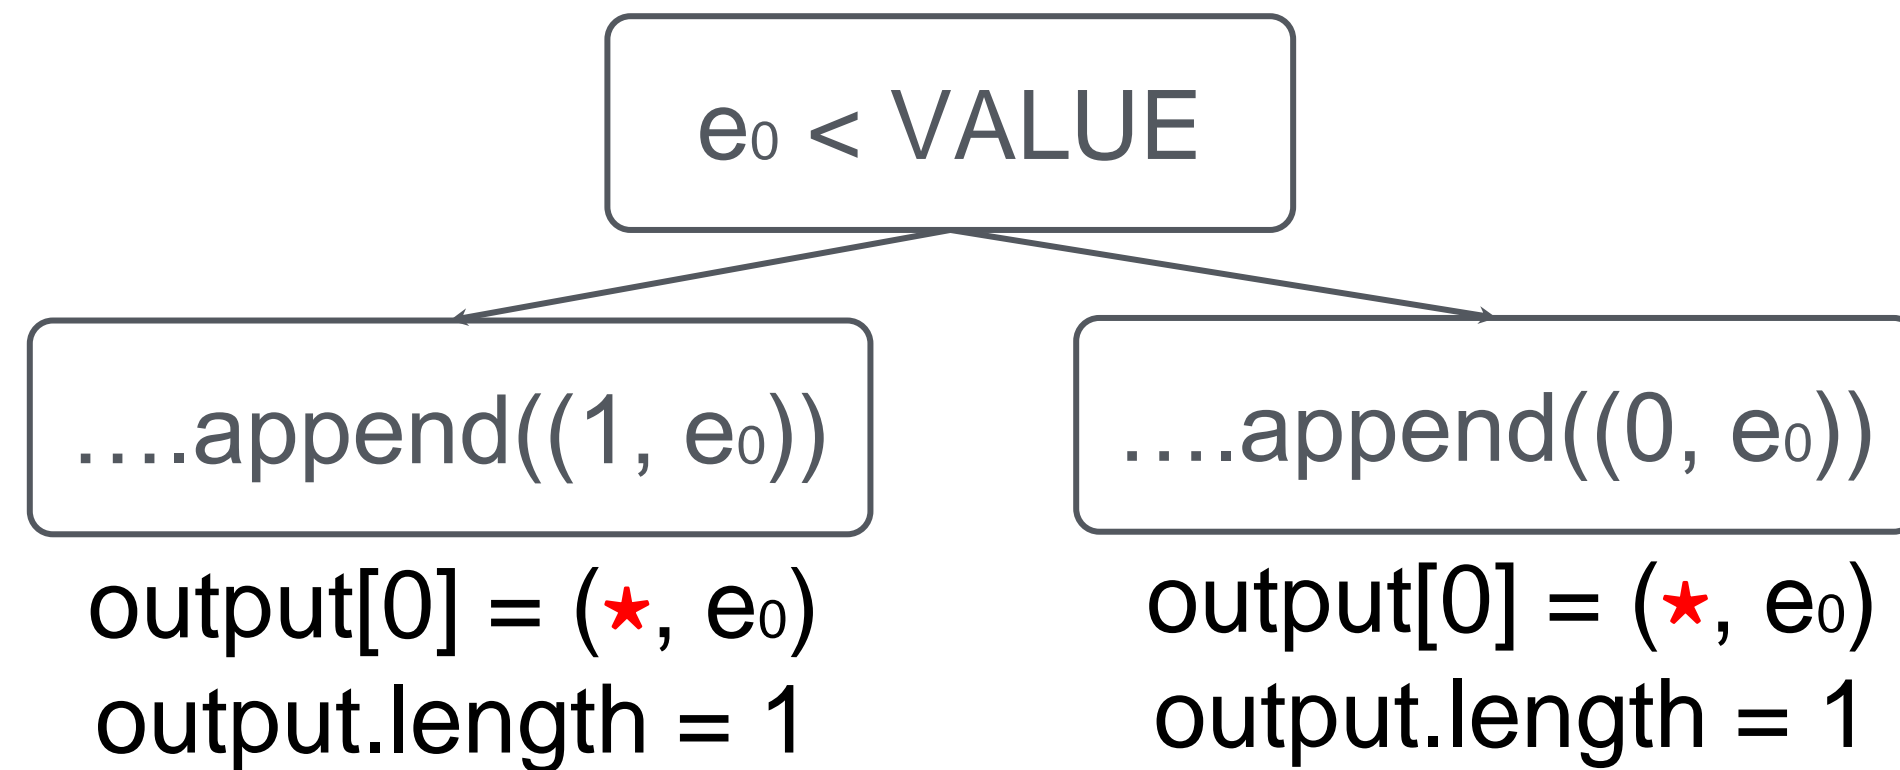 e₀ < VALUE
....append((1, e₀))
....append((0, e₀))
output[0] = (★, e₀)
output.length = 1
output[0] = (★, e₀)
output.length = 1